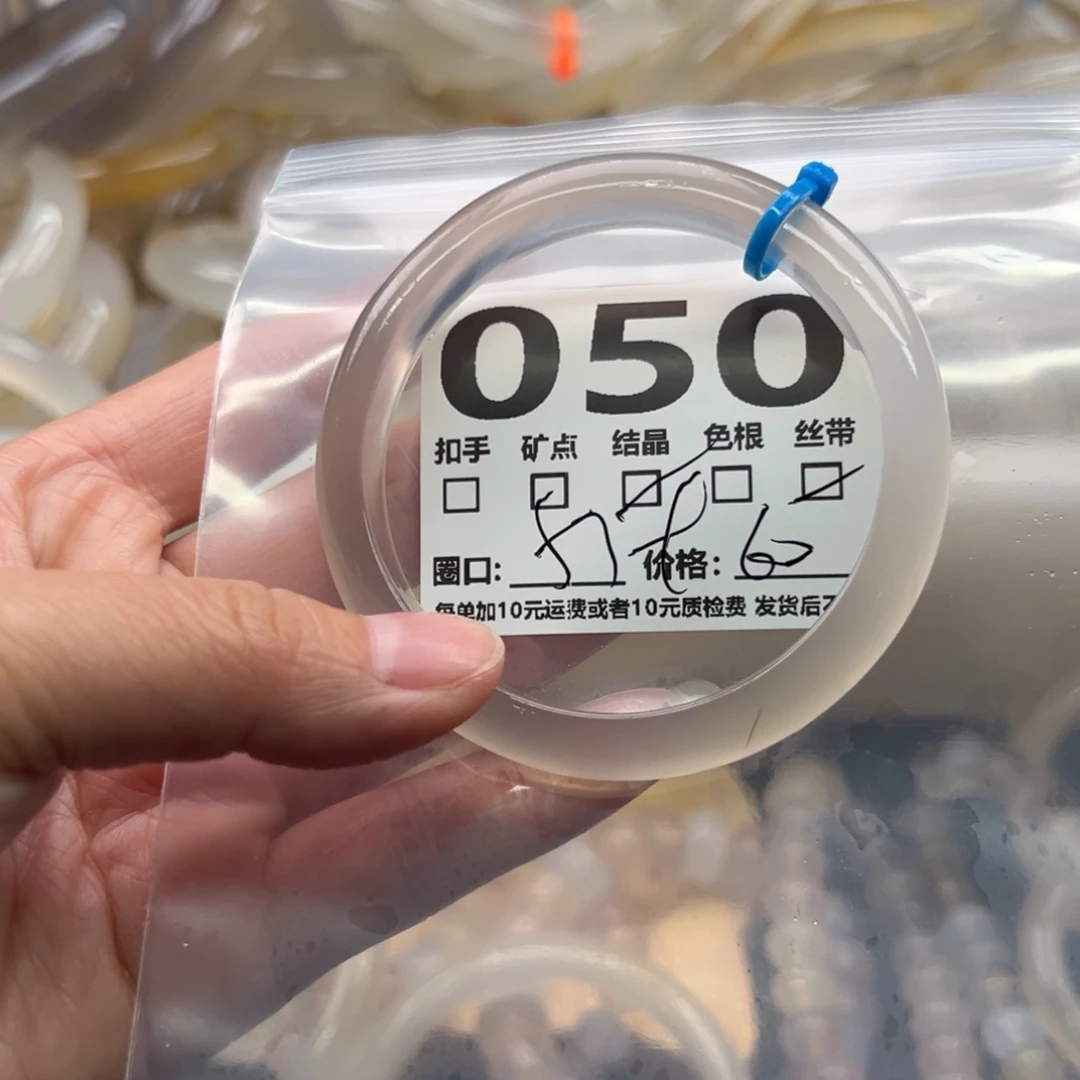 050
扣手 矿点 结晶 色根 丝带
圈口: 57 价格: 60
每单加10元运费或者10元质检费 发货后不